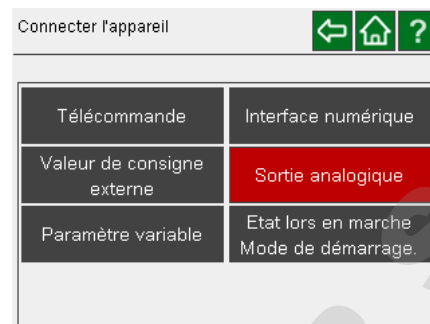 Connecter l'appareil
?
Télécommande
Interface numérique
Valeur de consigne
externe
Sortie analogique
Paramètre variable
Etat lors en marche
Mode de démarrage.